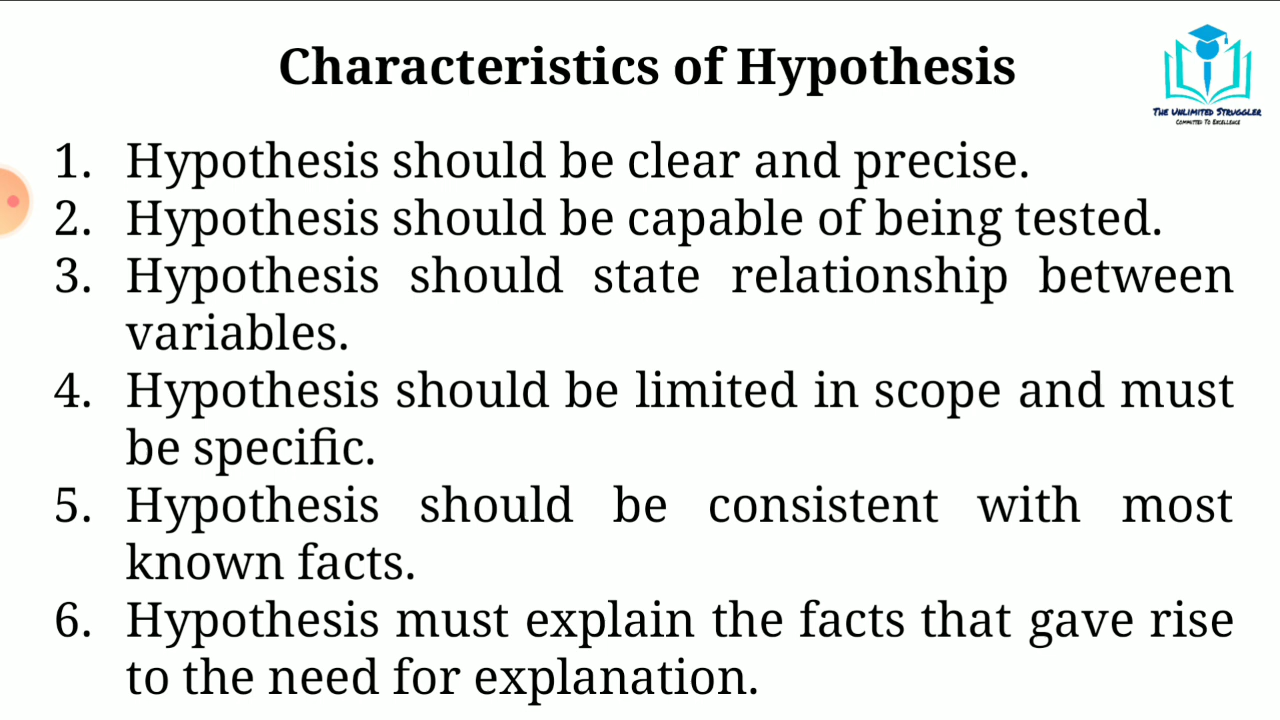 Characteristics of Hypothesis
THE UNLIMITED STRUGGLER
COMMITTED TO EXCELLENCE
1. Hypothesis should be clear and precise.
2. Hypothesis should be capable of being tested.
3. Hypothesis should state relationship between
variables.
4. Hypothesis should be limited in scope and must
be specific.
5. Hypothesis should be consistent with most
known facts.
6. Hypothesis must explain the facts that gave rise
to the need for explanation.